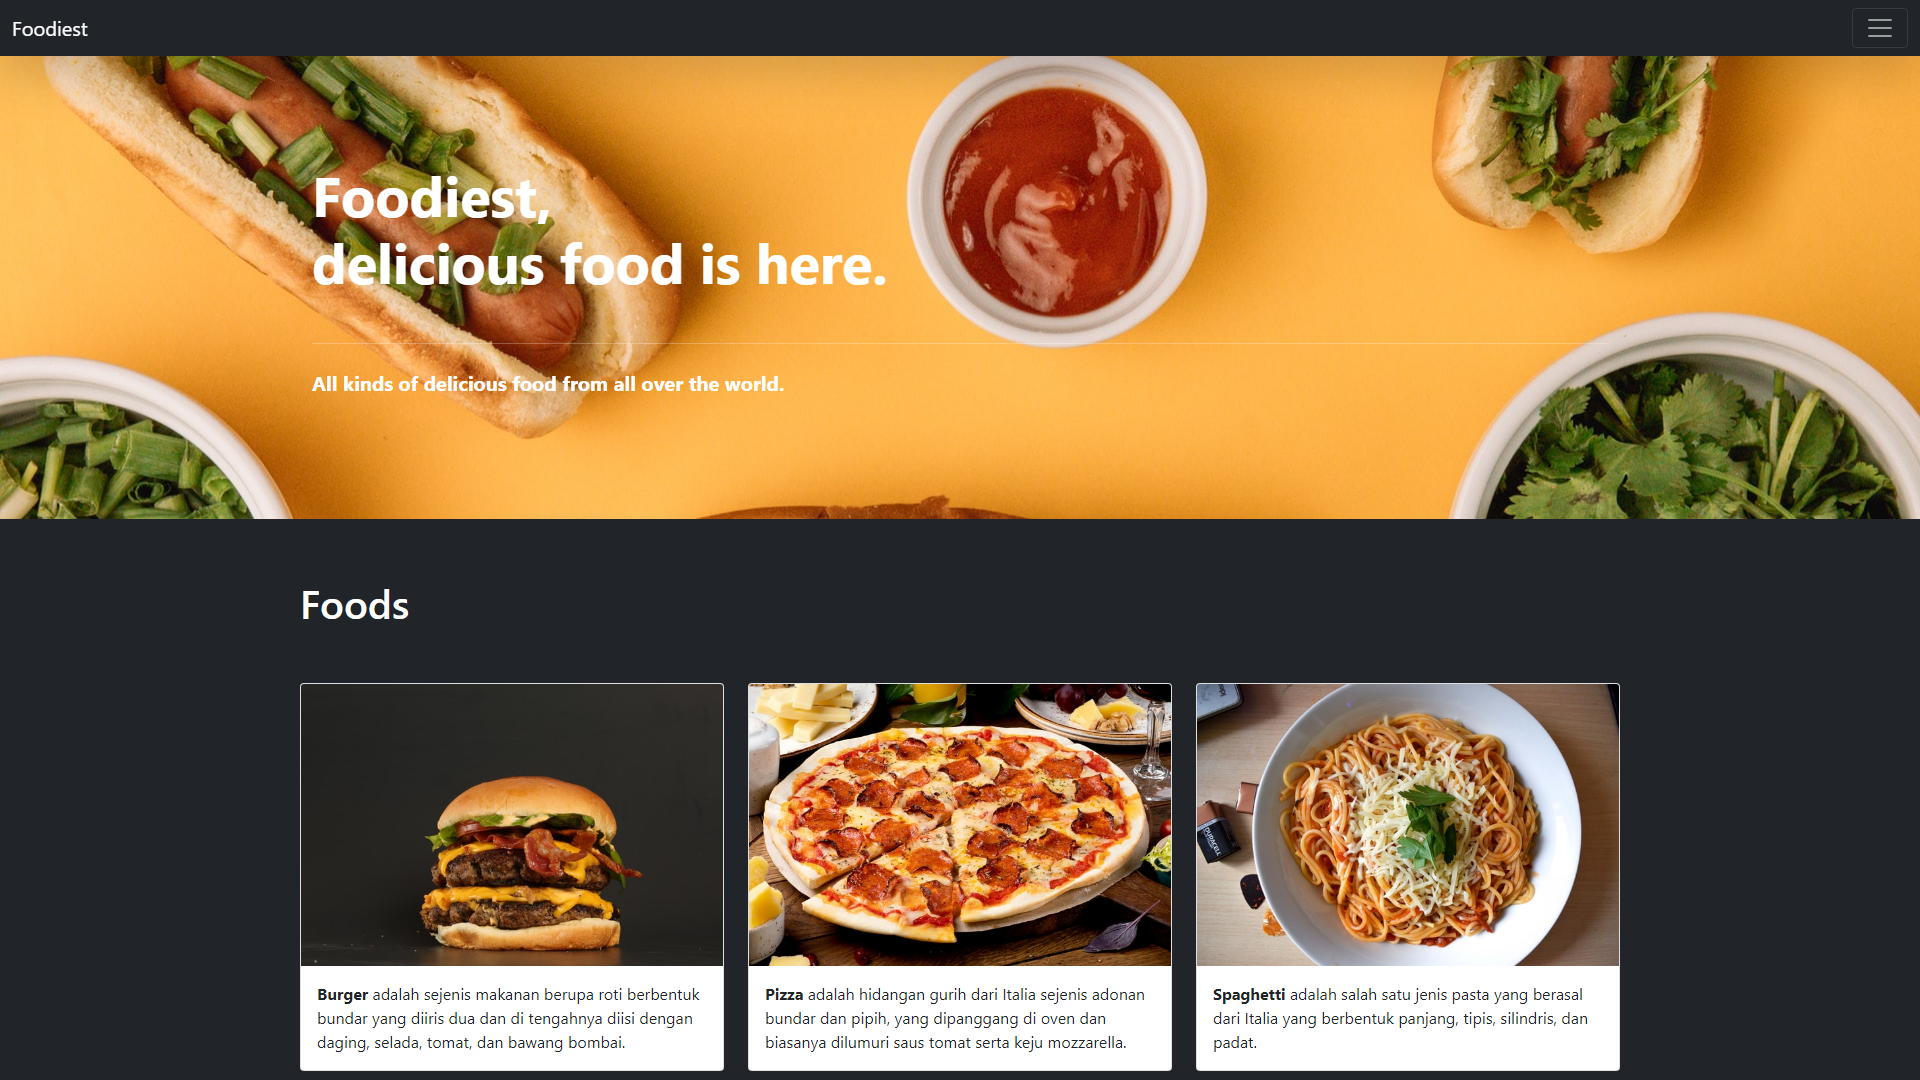 Foodiest
Foodiest,
delicious food is here.
All kinds of delicious food from all over the world.
Foods
DURACELL
Burger adalah sejenis makanan berupa roti berbentuk
bundar yang diiris dua dan di tengahnya diisi dengan
daging, selada, tomat, dan bawang bombai.
Pizza adalah hidangan gurih dari Italia sejenis adonan
bundar dan pipih, yang dipanggang di oven dan
biasanya dilumuri saus tomat serta keju mozzarella.
Spaghetti adalah salah satu jenis pasta yang berasal
dari Italia yang berbentuk panjang, tipis, silindris, dan
padat.